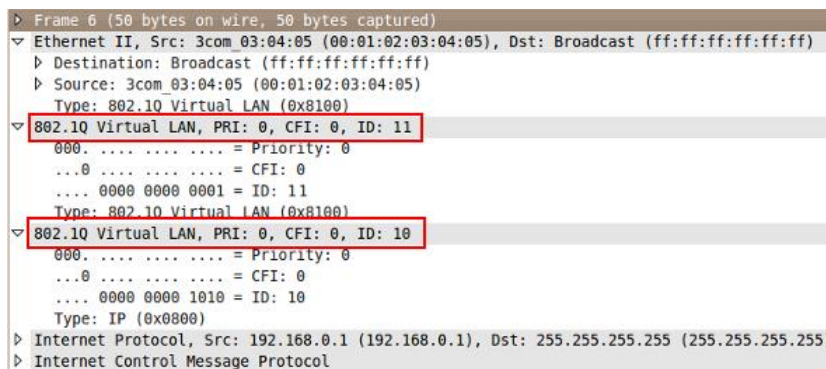 Frame 6 (50 bytes on wire, 50 bytes captured)
Ethernet II, Src: 3com_03:04:05 (00:01:02:03:04:05), Dst: Broadcast (ff:ff:ff:ff:ff:ff)
Destination: Broadcast (ff:ff:ff:ff:ff:ff)
Source: 3com_03:04:05 (00:01:02:03:04:05)
Type: 802.1Q Virtual LAN (0x8100)
802.1Q Virtual LAN, PRI: 0, CFI: 0, ID: 11
000. .... .... .... = Priority: 0
...0 .... .... .... = CFI: 0
.... 0000 0000 0001 = ID: 11
Type: 802.1Q Virtual LAN (0x8100)
802.1Q Virtual LAN, PRI: 0, CFI: 0, ID: 10
000. .... .... .... = Priority: 0
...0 .... .... .... = CFI: 0
.... 0000 0000 1010 = ID: 10
Type: IP (0x0800)
Internet Protocol, Src: 192.168.0.1 (192.168.0.1), Dst: 255.255.255.255 (255.255.255.255
Internet Control Message Protocol